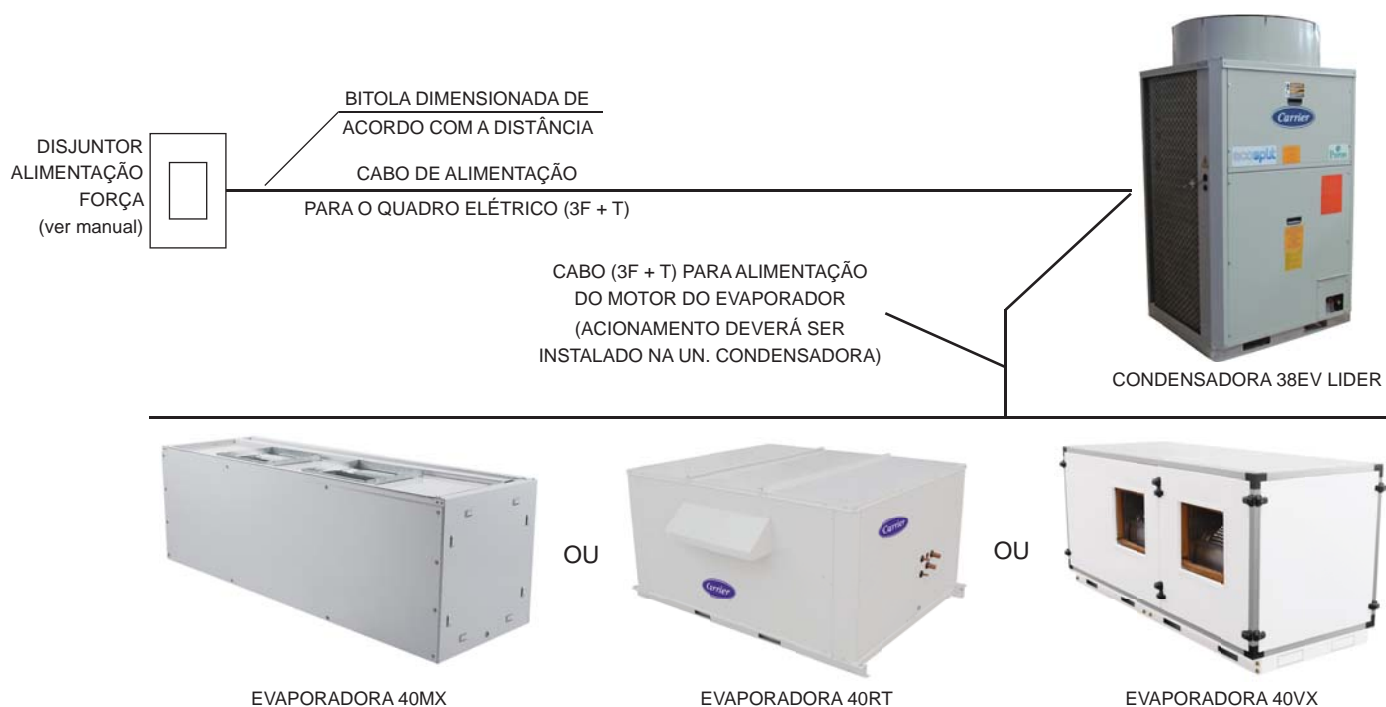 BITOLA DIMENSIONADA DE
ACORDO COM A DISTÂNCIA
DISJUNTOR
ALIMENTAÇÃO
FORÇA
(ver manual)
CABO DE ALIMENTAÇÃO
PARA O QUADRO ELÉTRICO (3F + T)
CABO (3F + T) PARA ALIMENTAÇÃO
DO MOTOR DO EVAPORADOR
(ACIONAMENTO DEVERÁ SER
INSTALADO NA UN. CONDENSADORA)
Carrier
ecosplit
CONDENSADORA 38EV LIDER
OU
Carrier
Carrier
OU
EVAPORADORA 40MX
EVAPORADORA 40RT
EVAPORADORA 40VX